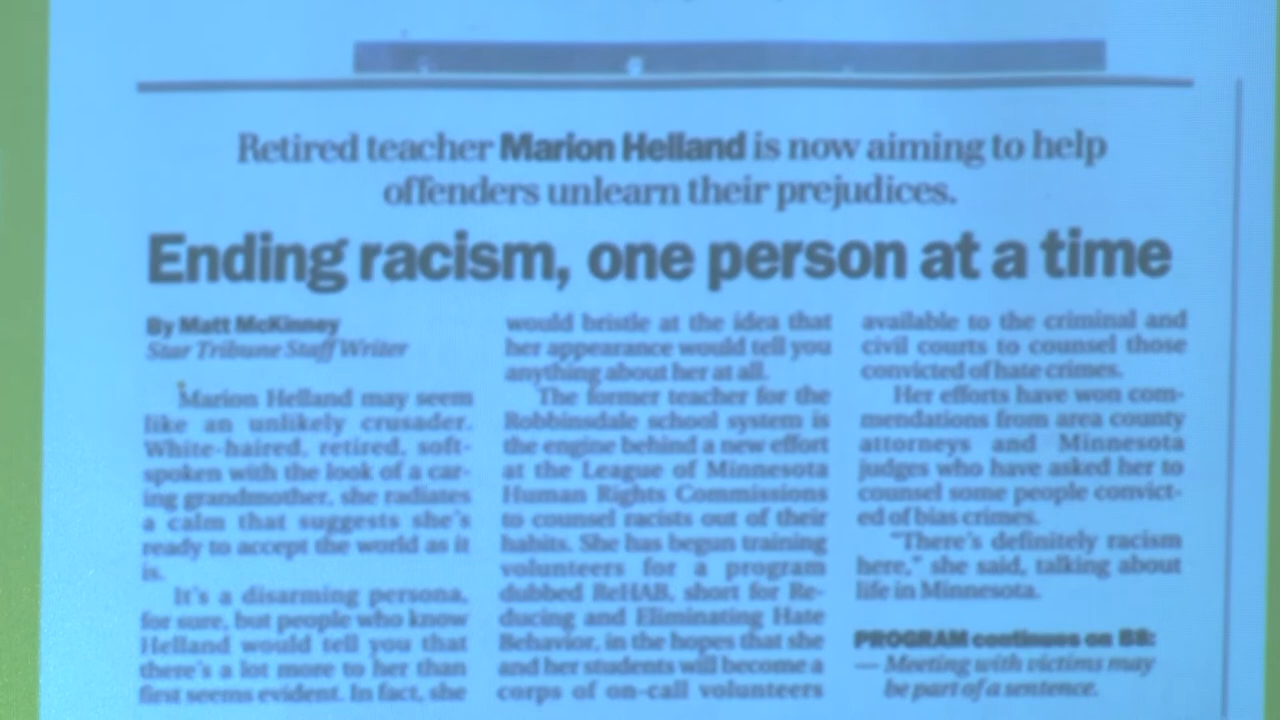 Retired teacher Marion Helland is now aiming to help
offenders unlearn their prejudices.
Ending racism, one person at a time
By Matt McKinney
Star Tribune Staff Writer
Marion Helland may seem
like an unlikely crusader.
White-haired, retired, soft-
spoken with the look of a car-
ing grandmother, she radiates
a calm that suggests she's
ready to accept the world as it
is.
It's a disarming persona,
for sure, but people who know
Helland would tell you that
there's a lot more to her than
first seems evident. In fact, she
would bristle at the idea that
her appearance would tell you
anything about her at all.
The former teacher for the
Robbinsdale school system is
the engine behind a new effort
at the League of Minnesota
Human Rights Commissions
to counsel racists out of their
habits. She has begun training
volunteers for a program
dubbed ReHAB, short for Re-
ducing and Eliminating Hate
Behavior, in the hopes that she
and her students will become a
corps of on-call volunteers
available to the criminal and
civil courts to counsel those
convicted of hate crimes.
Her efforts have won com-
mendations from area county
attorneys and Minnesota
judges who have asked her to
counsel some people convict-
ed of bias crimes.
"There's definitely racism
here," she said, talking about
life in Minnesota.
PROGRAM continues on B8:
— Meeting with victims may
be part of a sentence.